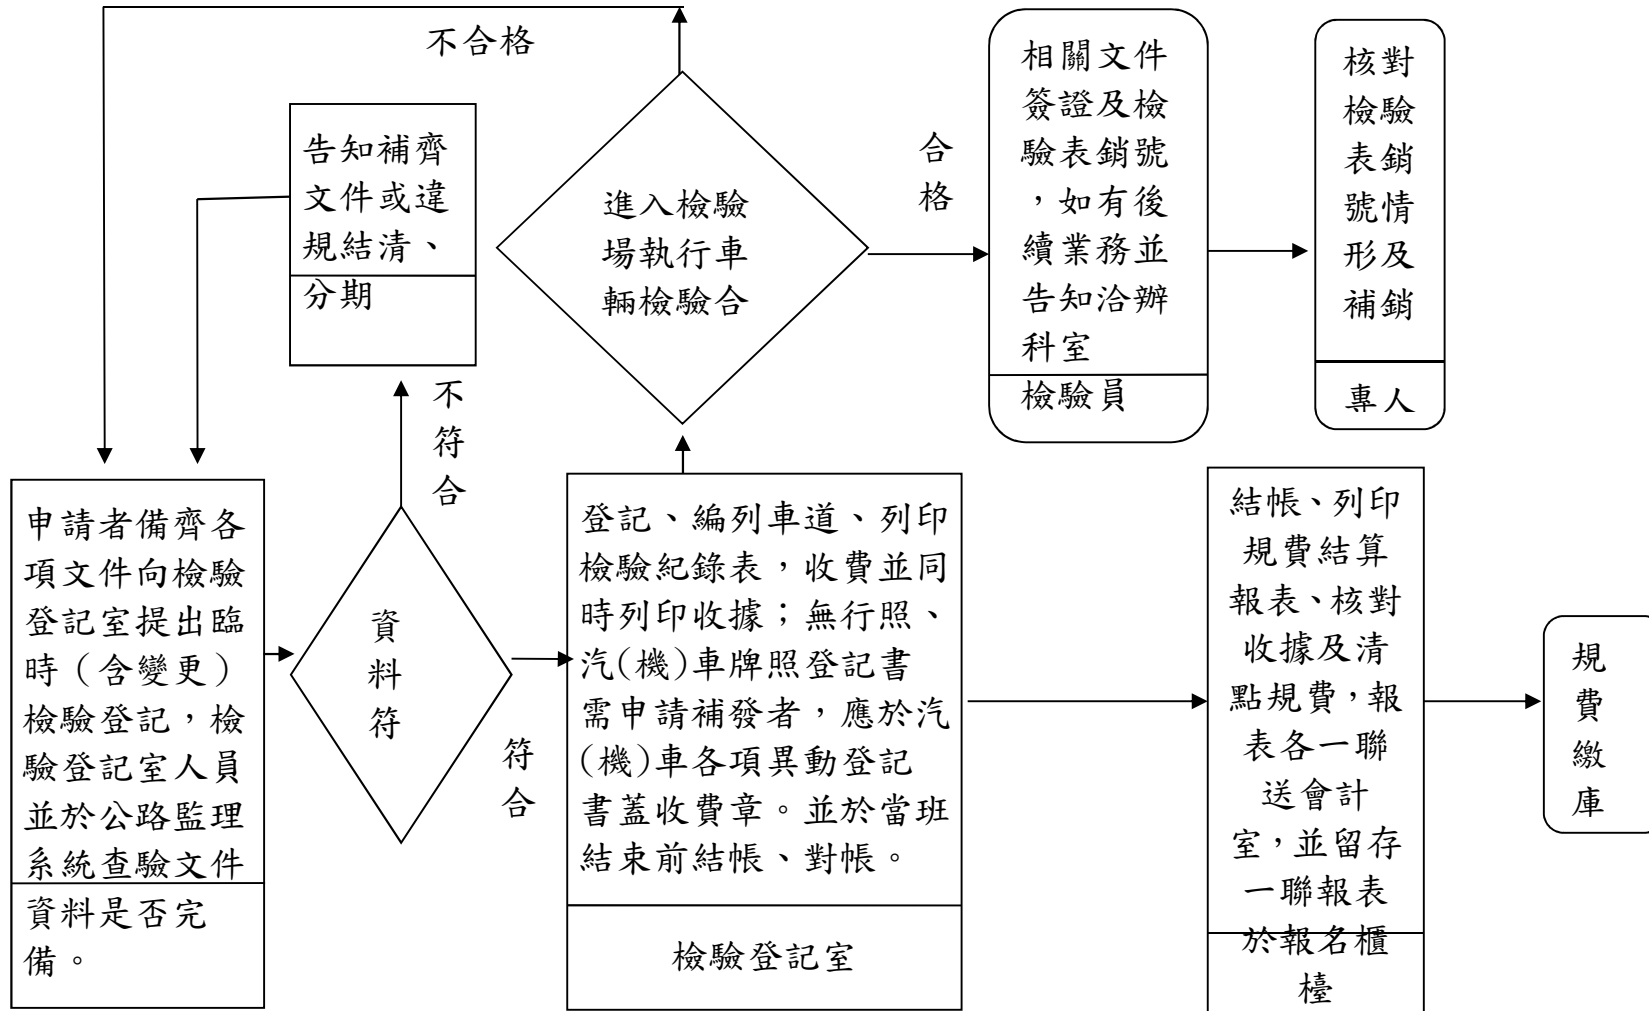 不合格
告知補齊
文件或違
規結清、
分期
進入檢驗
場執行車
輛檢驗合
合
格
相關文件
簽證及檢
驗表銷號
，如有後
續業務並
告知洽辦
科室
檢驗員
核對
檢驗
表銷
號情
形及
補銷
專人
不
符
合
申請者備齊各
項文件向檢驗
登記室提出臨
時（含變更）
檢驗登記，檢
驗登記室人員
並於公路監理
系統查驗文件
資料是否完
備。
資
料
符
符
合
登記、編列車道、列印
檢驗紀錄表，收費並同
時列印收據；無行照、
汽(機)車牌照登記書
需申請補發者，應於汽
(機)車各項異動登記
書蓋收費章。並於當班
結束前結帳、對帳。
檢驗登記室
結帳、列印
規費結算
報表、核對
收據及清
點規費，報
表各一聯
送會計
室，並留存
一聯報表
於報名櫃
檯
規
費
繳
庫